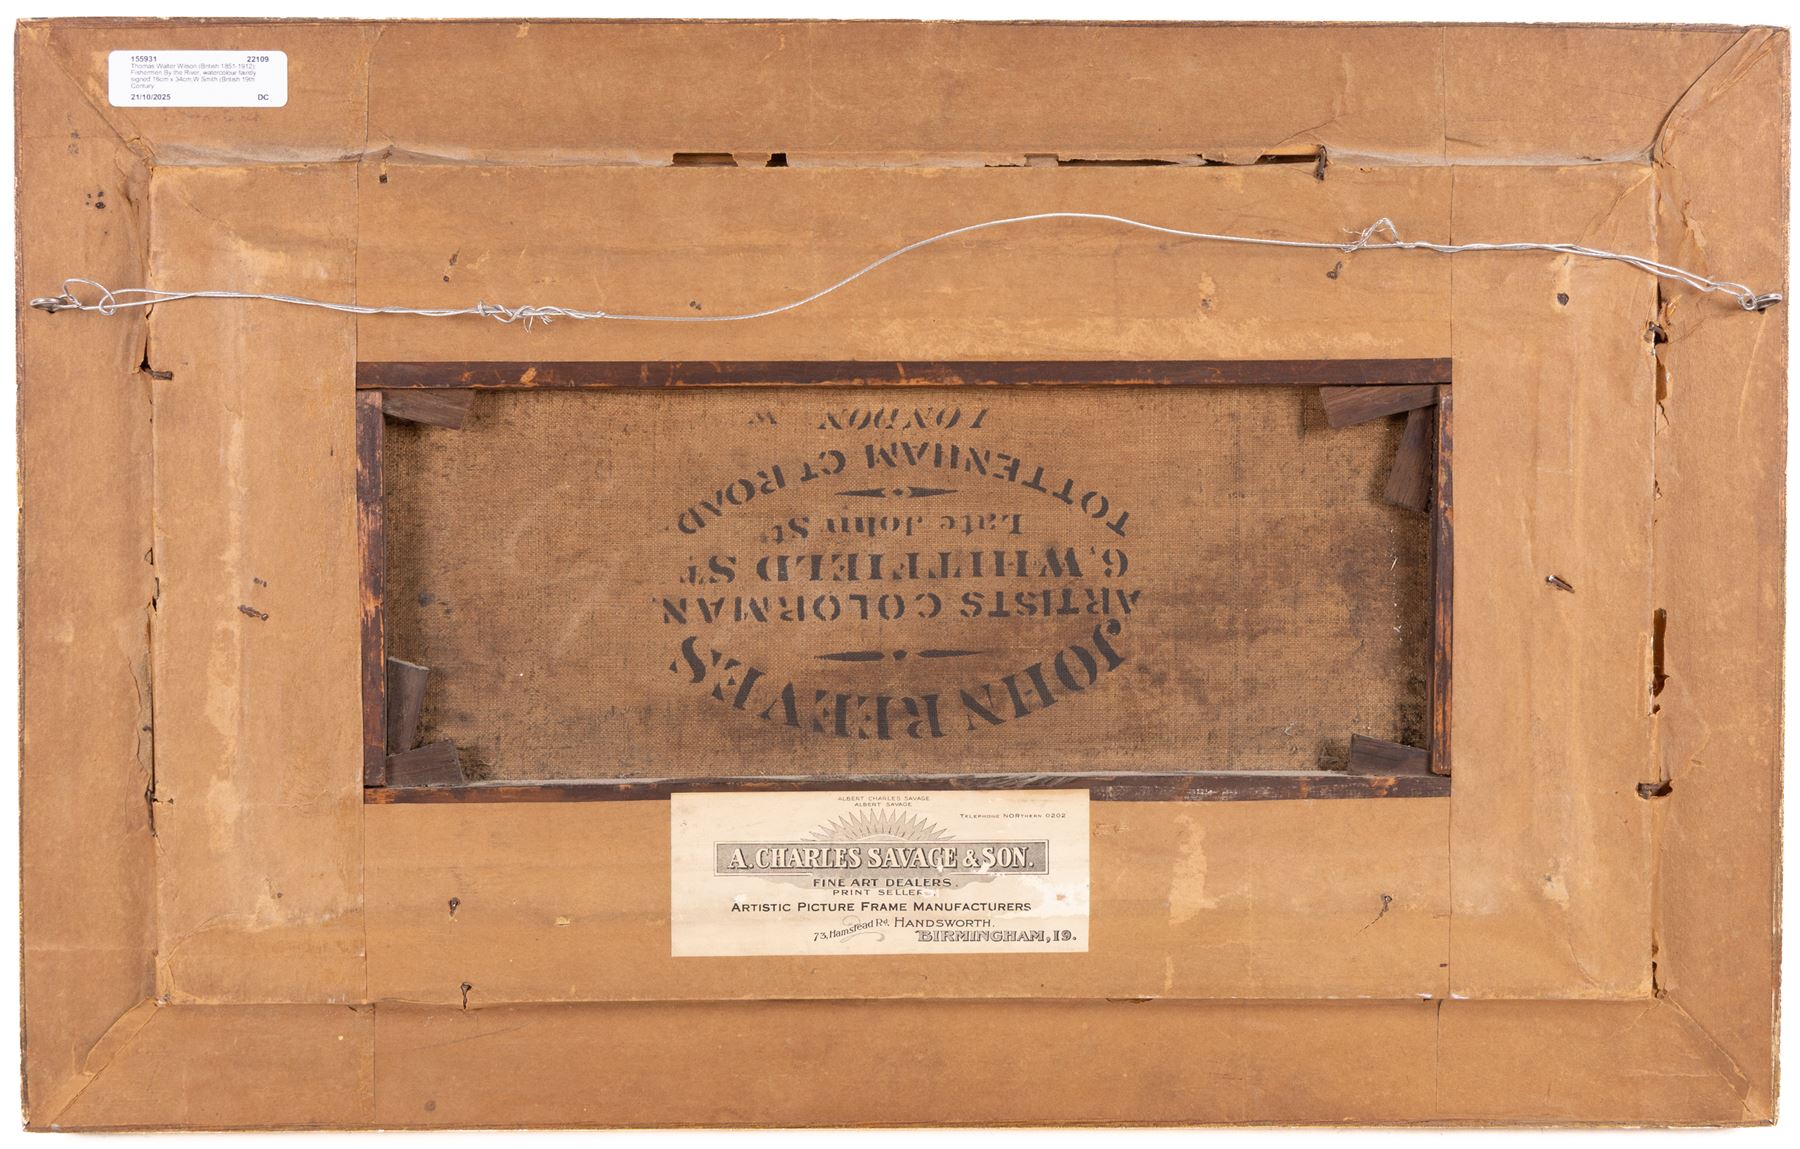 155931 22109
Thomas Walter Wilson (British 1851-1912)
Fishermen By the River, watercolour faintly
signed 16cm x 34cm;W Smith (British 19th
Century
21/10/2025 DC
JOHN REEVES
ARTISTS COLORMAN.
6, WHITFIELD ST.
Late John St.
TOTTENHAM CT ROAD.
LONDON W
ALBERT CHARLES SAVAGE
ALBERT SAVAGE
TELEPHONE NORTHERN 0202
A. CHARLES SAVAGE & SON.
FINE ART DEALERS.
PRINT SELLERS.
ARTISTIC PICTURE FRAME MANUFACTURERS
73, Hamstead Rd. HANDSWORTH,
BIRMINGHAM, 19.